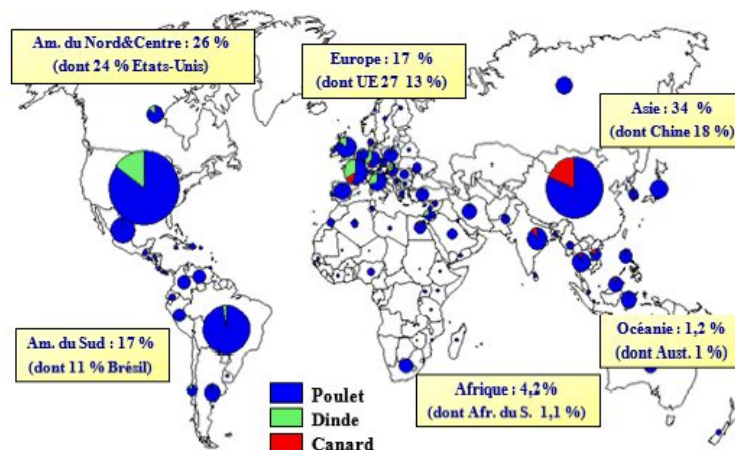 Am. du Nord&Centre : 26 %
(dont 24 % Etats-Unis)
Europe : 17 %
(dont UE 27 13 %)
Asie : 34 %
(dont Chine 18 %)
Am. du Sud : 17 %
(dont 11 % Brésil)
Océanie : 1,2 %
(dont Aust. 1 %)
Afrique : 4,2%
(dont Afr. du S. 1,1 %)
Poulet
Dinde
Canard